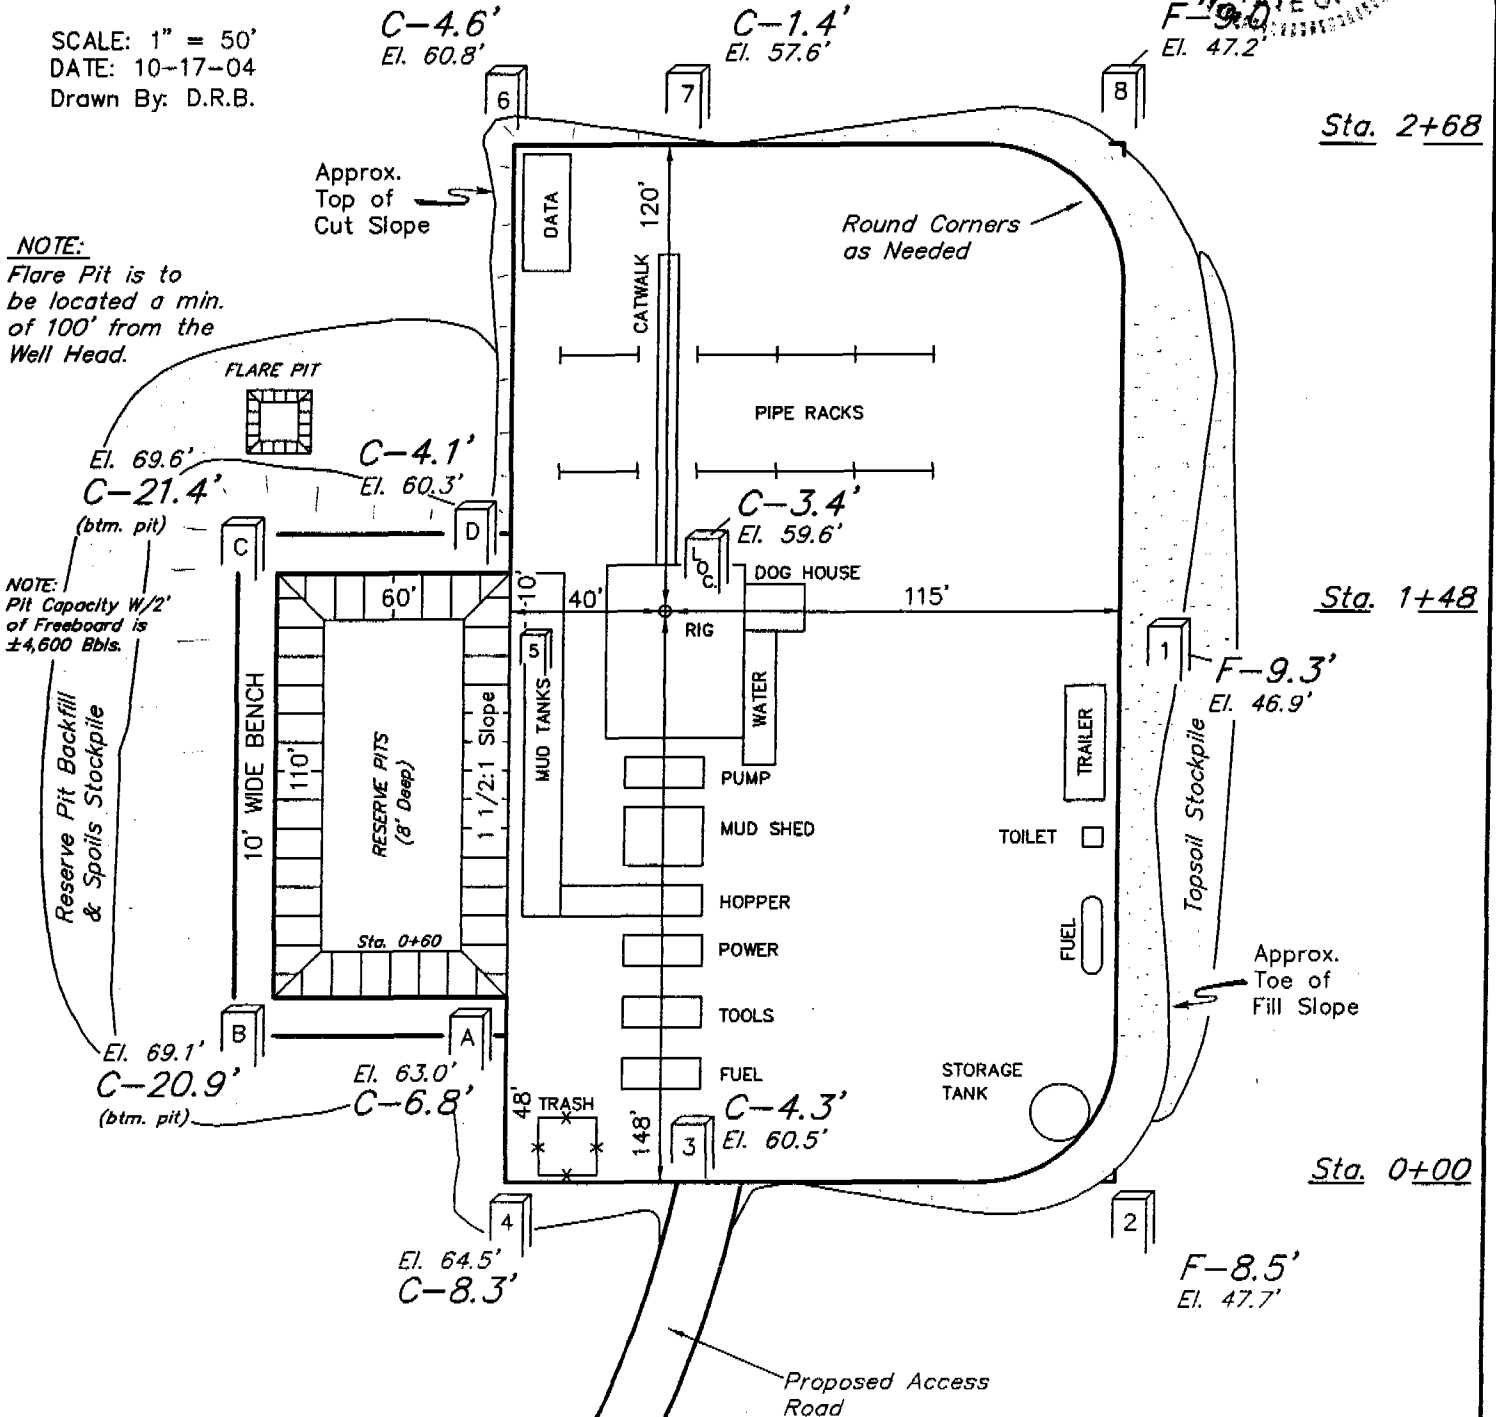 SCALE: 1" = 50'
DATE: 10-17-04
Drawn By: D.R.B.
C-4.6'
El. 60.8'
C-1.4'
El. 57.6'
F-9.0'
El. 47.2'
6
7
8
Sta. 2+68
Approx.
Top of
Cut Slope
DATA
120'
CATWALK
Round Corners
as Needed
NOTE:
Flare Pit is to
be located a min.
of 100' from the
Well Head.
FLARE PIT
PIPE RACKS
El. 69.6'
C-21.4'
(btm. pit)
C-4.1'
El. 60.3'
C-3.4'
El. 59.6'
C
D
LOC.
DOG HOUSE
NOTE:
Pit Capacity W/2'
of Freeboard is
±4,600 Bbls.
60'
10'
40'
115'
RIG
Sta. 1+48
5
1
F-9.3'
El. 46.9'
WATER
MUD TANKS
TRAILER
Topsoil Stockpile
Reserve Pit Backfill
& Spoils Stockpile
10' WIDE BENCH
110'
RESERVE PITS
(8' Deep)
1 1/2:1 Slope
PUMP
MUD SHED
TOILET
HOPPER
POWER
FUEL
Sta. 0+60
Approx.
Toe of
Fill Slope
TOOLS
B
A
El. 69.1'
C-20.9'
(btm. pit)
El. 63.0'
C-6.8'
FUEL
STORAGE
TANK
48'
TRASH
148'
3
C-4.3'
El. 60.5'
Sta. 0+00
4
2
El. 64.5'
C-8.3'
F-8.5'
El. 47.7'
Proposed Access
Road